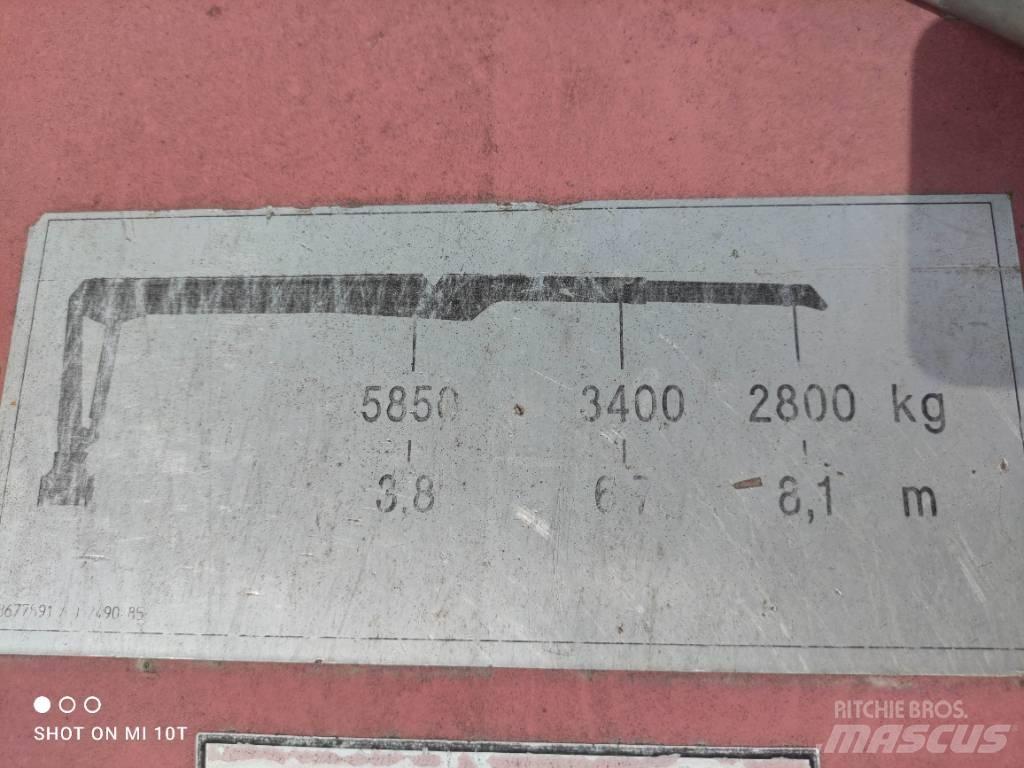 5850 3400 2800 kg
3,8 6,7 8,1 m
SHOT ON MI 10T
RITCHIE BROS.
MASCUS